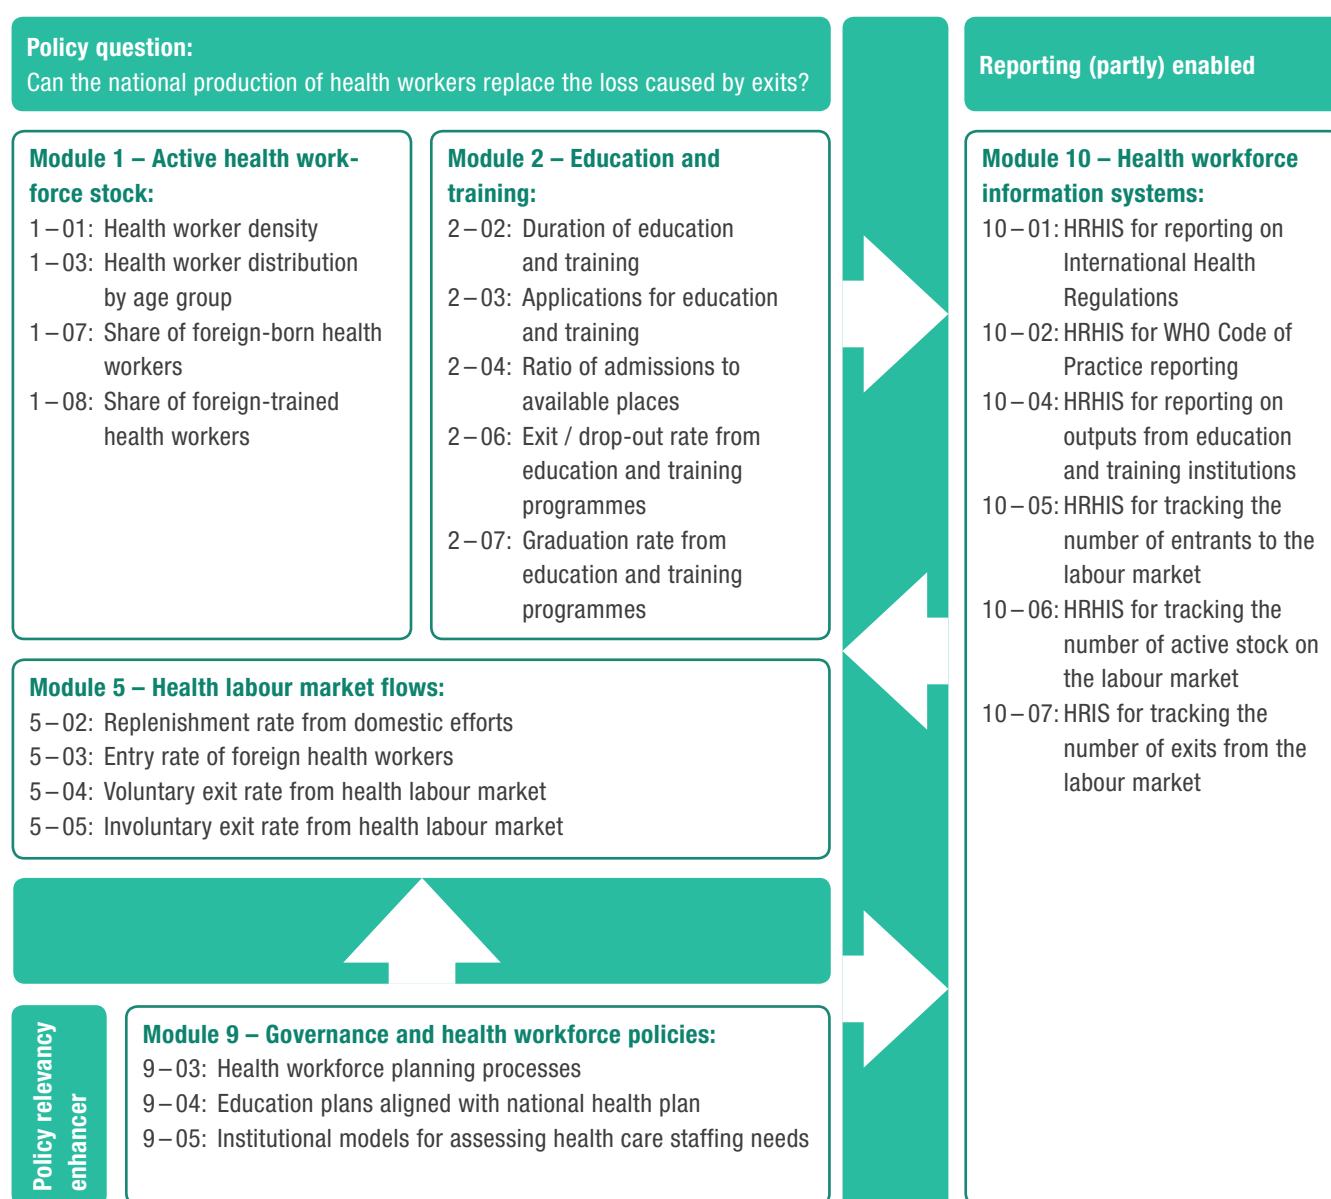 Policy question:
Can the national production of health workers replace the loss caused by exits?
Reporting (partly) enabled
Module 1 – Active health work-
force stock:
1–01: Health worker density
1–03: Health worker distribution
by age group
1–07: Share of foreign-born health
workers
1–08: Share of foreign-trained
health workers
Module 2 – Education and
training:
2–02: Duration of education
and training
2–03: Applications for education
and training
2–04: Ratio of admissions to
available places
2–06: Exit / drop-out rate from
education and training
programmes
2–07: Graduation rate from
education and training
programmes
Module 5 – Health labour market flows:
5–02: Replenishment rate from domestic efforts
5–03: Entry rate of foreign health workers
5–04: Voluntary exit rate from health labour market
5–05: Involuntary exit rate from health labour market
Policy relevancy
enhancer
Module 9 – Governance and health workforce policies:
9–03: Health workforce planning processes
9–04: Education plans aligned with national health plan
9–05: Institutional models for assessing health care staffing needs
Module 10 – Health workforce
information systems:
10–01: HRHIS for reporting on
International Health
Regulations
10–02: HRHIS for WHO Code of
Practice reporting
10–04: HRHIS for reporting on
outputs from education
and training institutions
10–05: HRHIS for tracking the
number of entrants to the
labour market
10–06: HRHIS for tracking the
number of active stock on
the labour market
10–07: HRIS for tracking the
number of exits from the
labour market